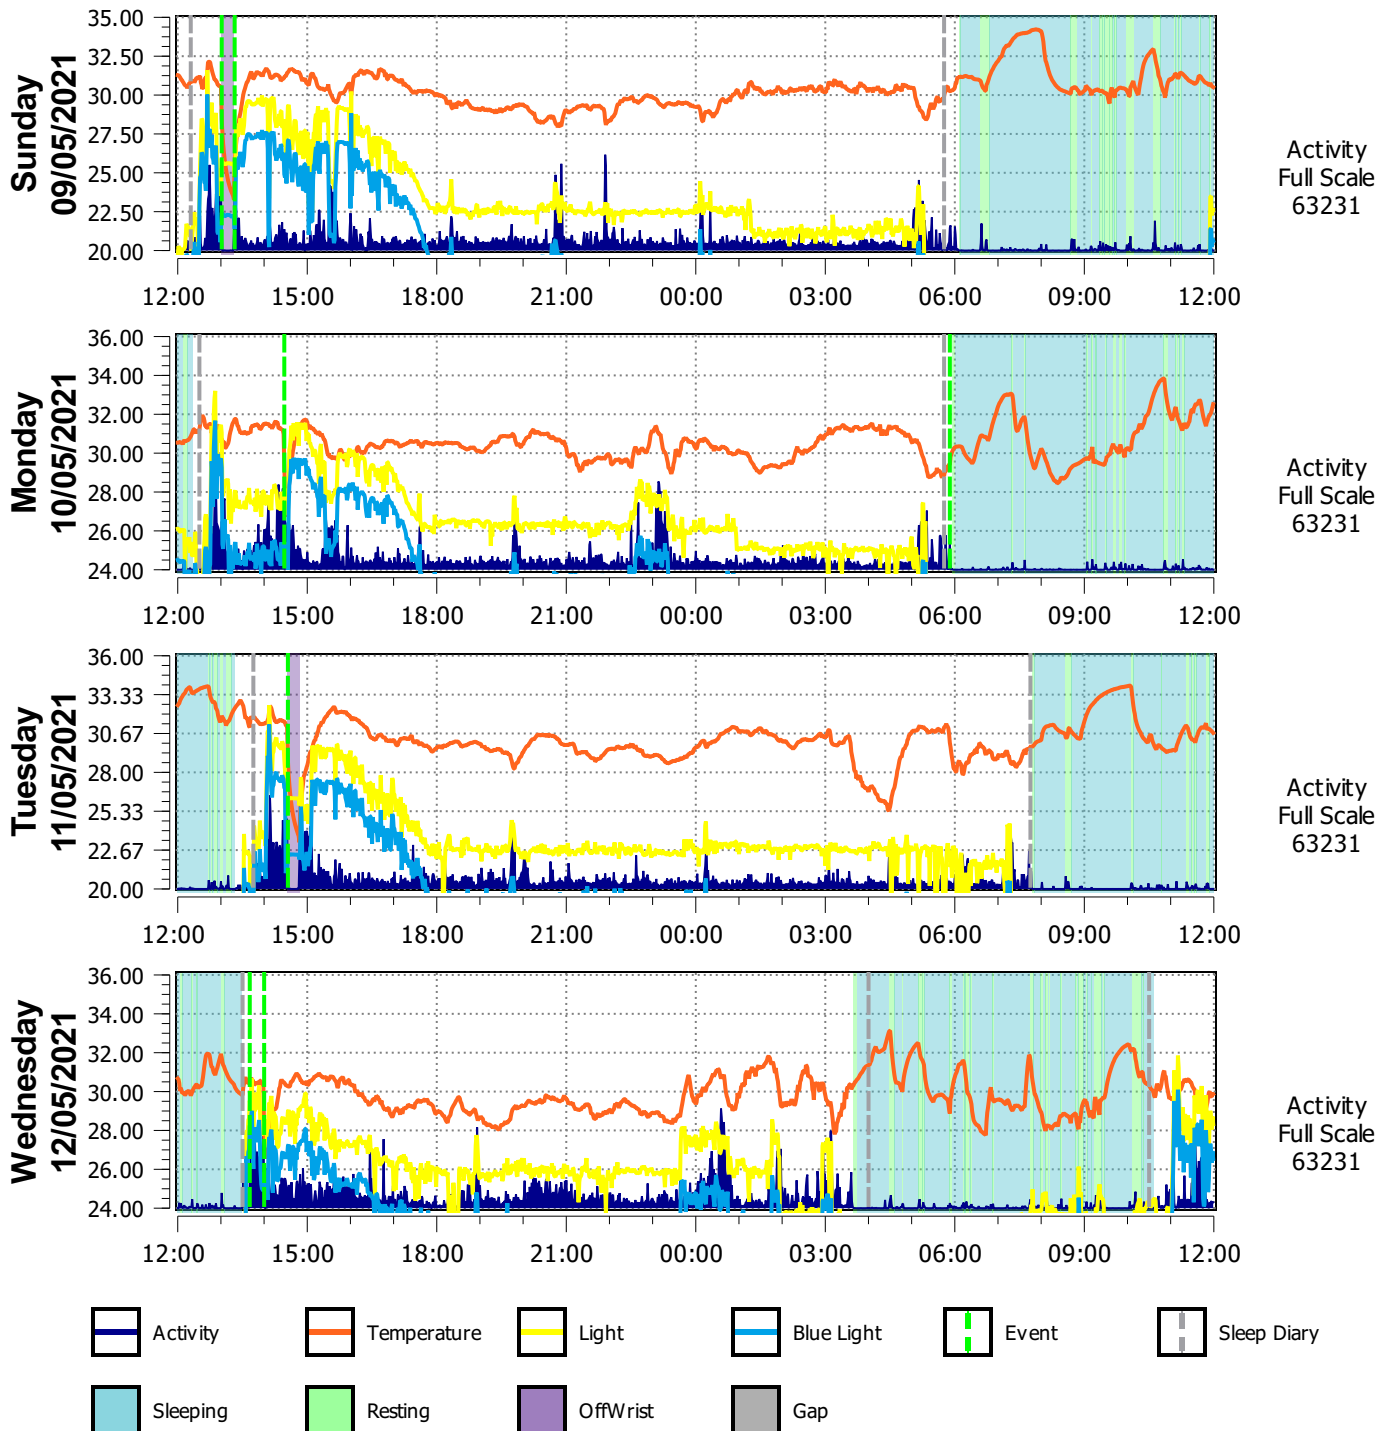 Sunday
09/05/2021
35.00
32.50
30.00
27.50
25.00
22.50
20.00
12:00 15:00 18:00 21:00 00:00 03:00 06:00 09:00 12:00
Activity
Full Scale
63231
Monday
10/05/2021
36.00
34.00
32.00
30.00
28.00
26.00
24.00
12:00 15:00 18:00 21:00 00:00 03:00 06:00 09:00 12:00
Activity
Full Scale
63231
Tuesday
11/05/2021
36.00
33.33
30.67
28.00
25.33
22.67
20.00
12:00 15:00 18:00 21:00 00:00 03:00 06:00 09:00 12:00
Activity
Full Scale
63231
Wednesday
12/05/2021
36.00
34.00
32.00
30.00
28.00
26.00
24.00
12:00 15:00 18:00 21:00 00:00 03:00 06:00 09:00 12:00
Activity
Full Scale
63231
Activity Temperature Light Blue Light Event Sleep Diary
Sleeping Resting OffWrist Gap